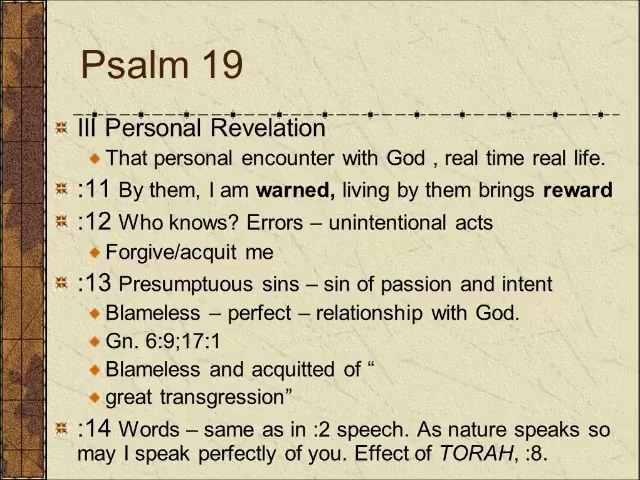 Psalm 19
III Personal Revelation
That personal encounter with God , real time real life.
:11 By them, I am warned, living by them brings reward
:12 Who knows? Errors – unintentional acts
Forgive/acquit me
:13 Presumptuous sins – sin of passion and intent
Blameless – perfect – relationship with God.
Gn. 6:9;17:1
Blameless and acquitted of “
great transgression”
:14 Words – same as in :2 speech. As nature speaks so
may I speak perfectly of you. Effect of TORAH, :8.